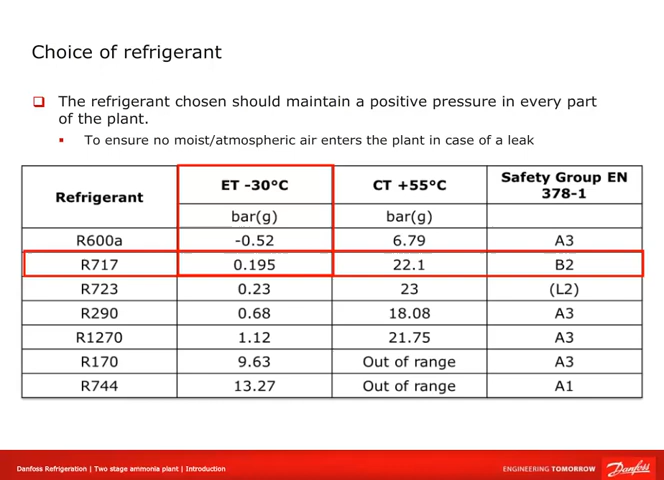 Choice of refrigerant
The refrigerant chosen should maintain a positive pressure in every part
of the plant.
To ensure no moist/atmospheric air enters the plant in case of a leak
Refrigerant ET -30°C CT +55°C Safety Group EN 378-1
bar(g) bar(g)
R600a -0.52 6.79 A3
R717 0.195 22.1 B2
R723 0.23 23 (L2)
R290 0.68 18.08 A3
R1270 1.12 21.75 A3
R170 9.63 Out of range A3
R744 13.27 Out of range A1
Danfoss Refrigeration | Two stage ammonia plant | Introduction
ENGINEERING TOMORROW
Danfoss